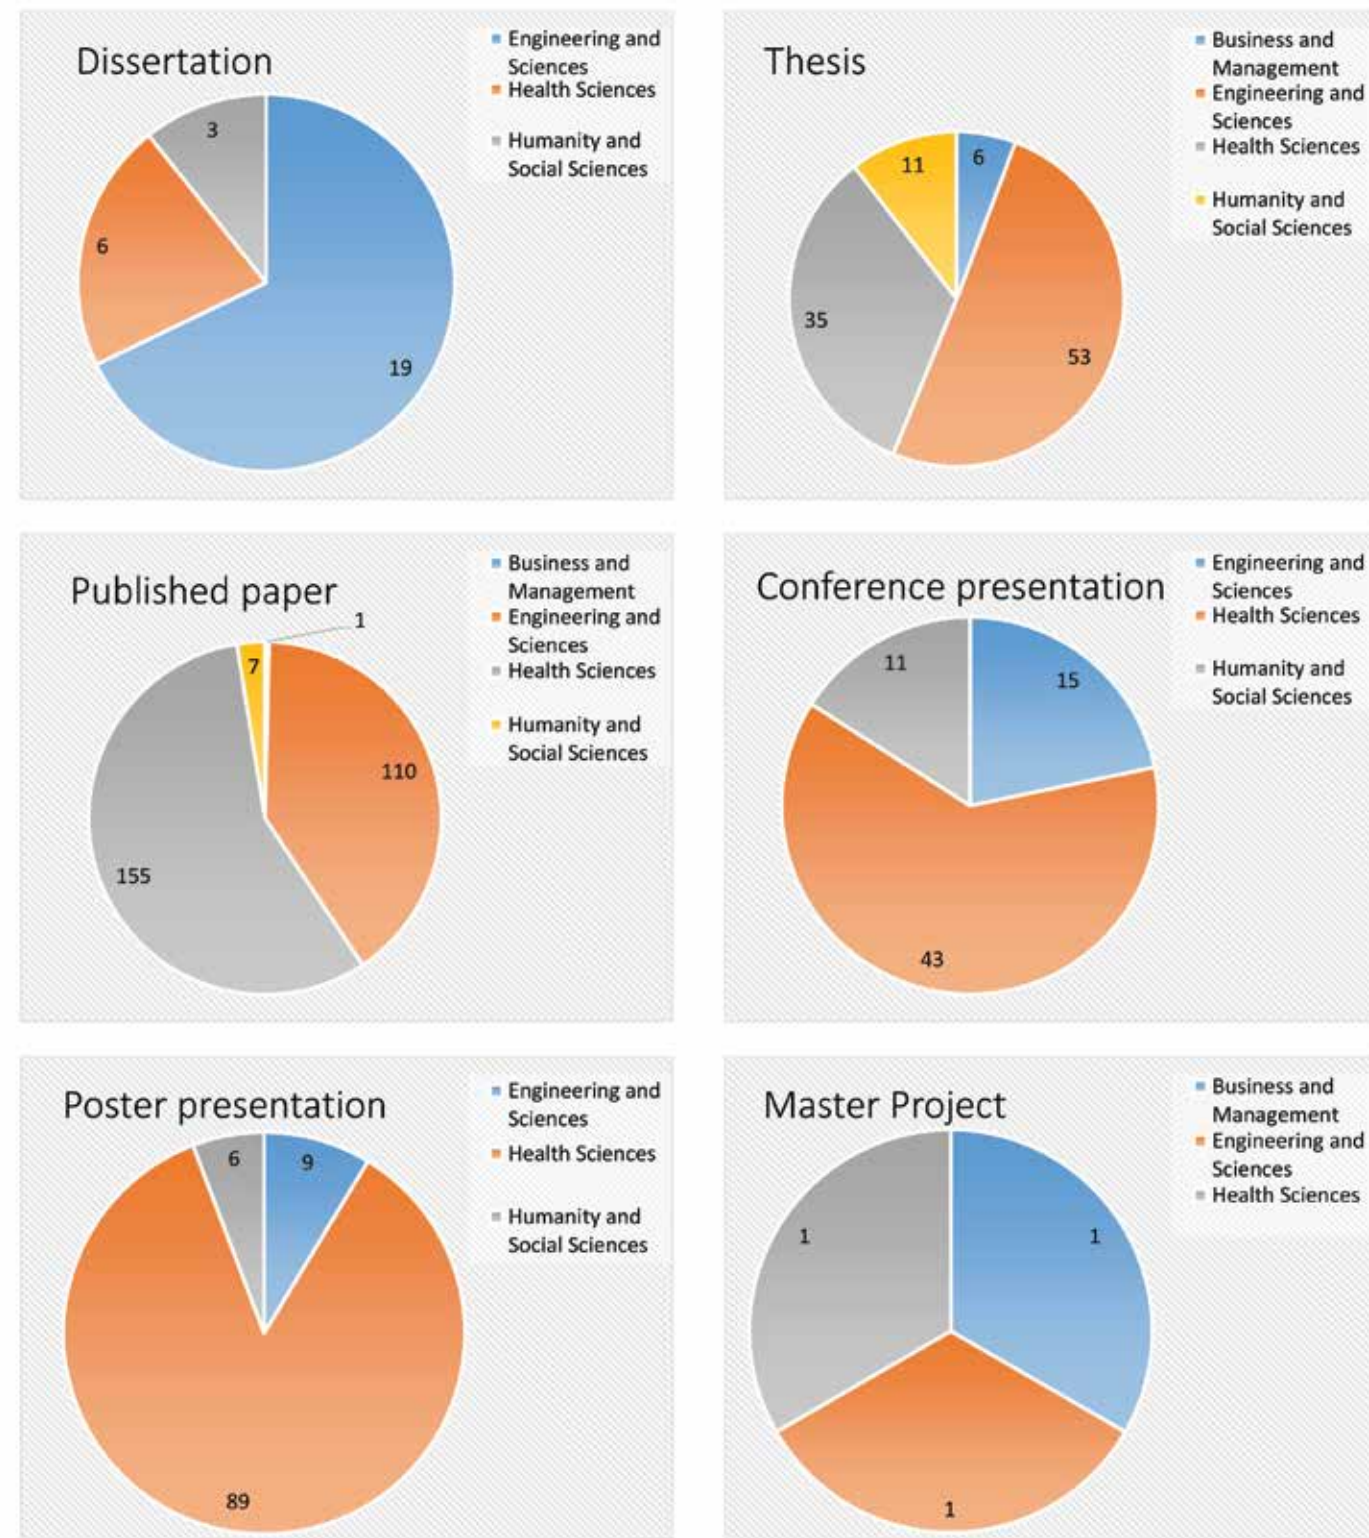 Dissertation
Engineering and
Sciences
Health Sciences
Humanity and
Social Sciences
3
6
19
Thesis
Business and
Management
Engineering and
Sciences
Health Sciences
Humanity and
Social Sciences
11
6
35
53
Published paper
Business and
Management
Engineering and
Sciences
Health Sciences
Humanity and
Social Sciences
1
7
110
155
Conference presentation
Engineering and
Sciences
Health Sciences
Humanity and
Social Sciences
11
15
43
Poster presentation
Engineering and
Sciences
Health Sciences
Humanity and
Social Sciences
6
9
89
Master Project
Business and
Management
Engineering and
Sciences
Health Sciences
1
1
1